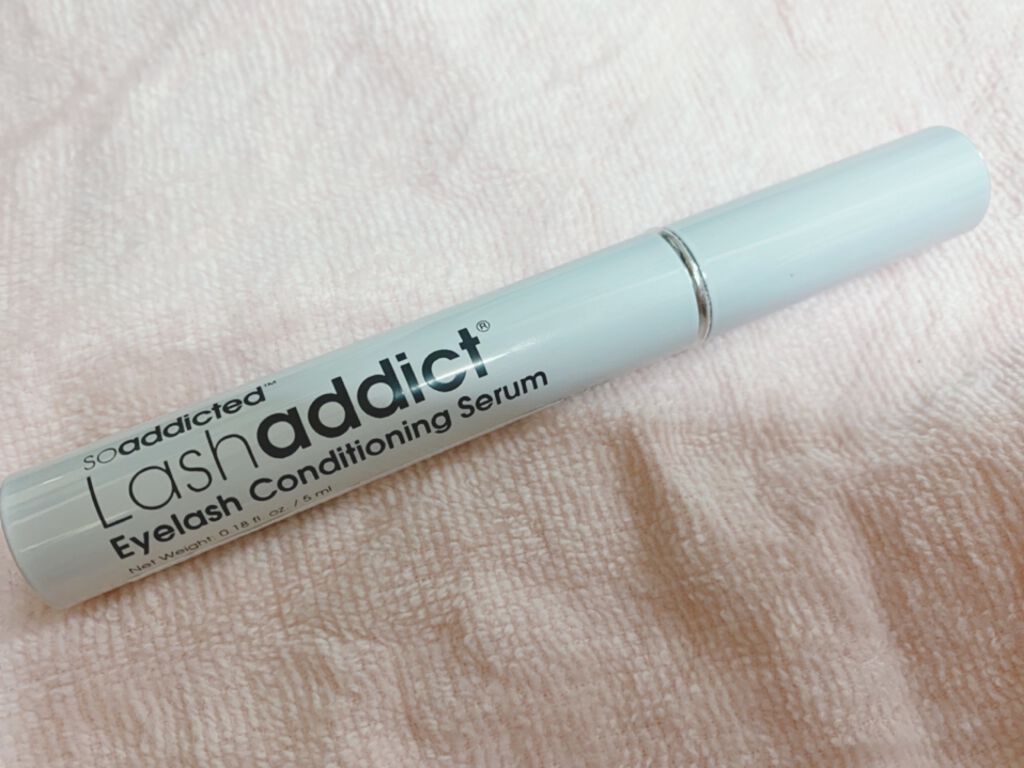 SOaddicted™
Lashaddict®
Eyelash Conditioning Serum
Net Weight: 0.18 fl. oz. / 5 ml